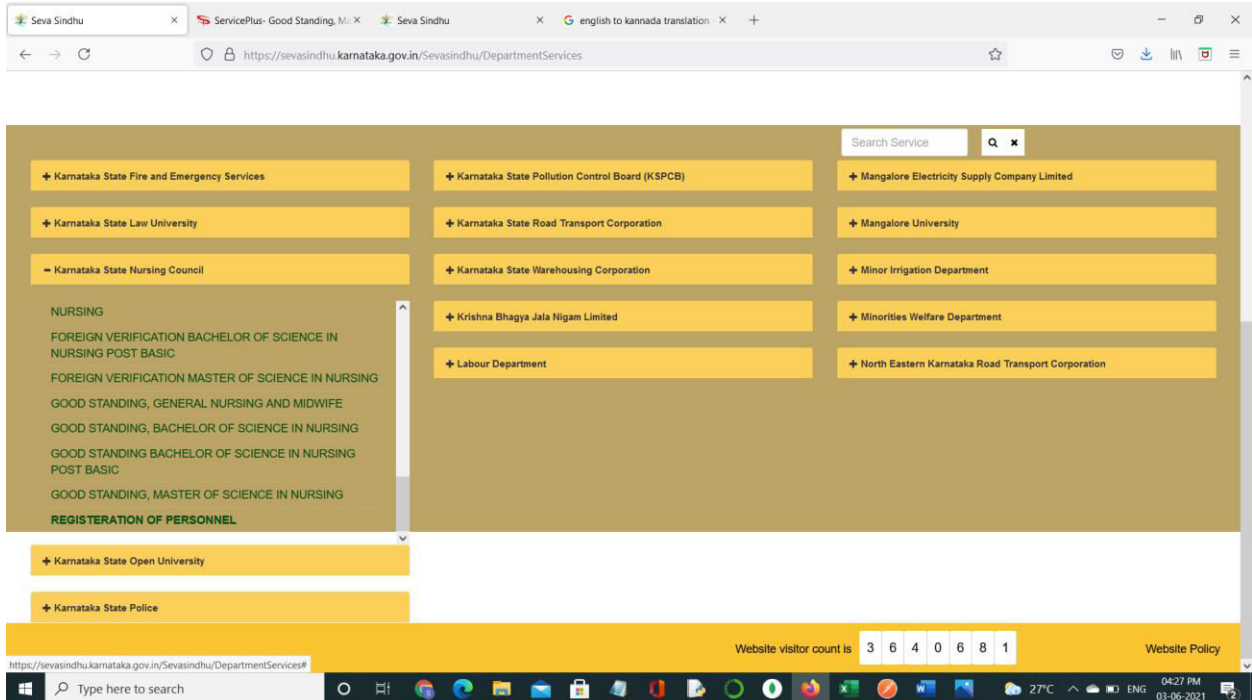 Seva Sindhu
ServicePlus- Good Standing, Ma
Seva Sindhu
english to kannada translation -
https://sevasindhu.karnataka.gov.in/Sevasindhu/DepartmentServices
Search Service
Karnataka State Fire and Emergency Services
Karnataka State Pollution Control Board (KSPCB)
Mangalore Electricity Supply Company Limited
Karnataka State Law University
Karnataka State Road Transport Corporation
Mangalore University
Karnataka State Nursing Council
Karnataka State Warehousing Corporation
Minor Irrigation Department
NURSING
FOREIGN VERIFICATION BACHELOR OF SCIENCE IN
NURSING POST BASIC
FOREIGN VERIFICATION MASTER OF SCIENCE IN NURSING
GOOD STANDING, GENERAL NURSING AND MIDWIFE
GOOD STANDING, BACHELOR OF SCIENCE IN NURSING
GOOD STANDING BACHELOR OF SCIENCE IN NURSING
POST BASIC
GOOD STANDING, MASTER OF SCIENCE IN NURSING
REGISTERATION OF PERSONNEL
Krishna Bhagya Jala Nigam Limited
Minorities Welfare Department
Labour Department
North Eastern Karnataka Road Transport Corporation
Karnataka State Open University
Karnataka State Police
Website visitor count is 3 6 4 0 6 8 1
Website Policy
https://sevasindhu.karnataka.gov.in/Sevasindhu/DepartmentServices#
Type here to search
27°C
ENG
04:27 PM
03-06-2021
2